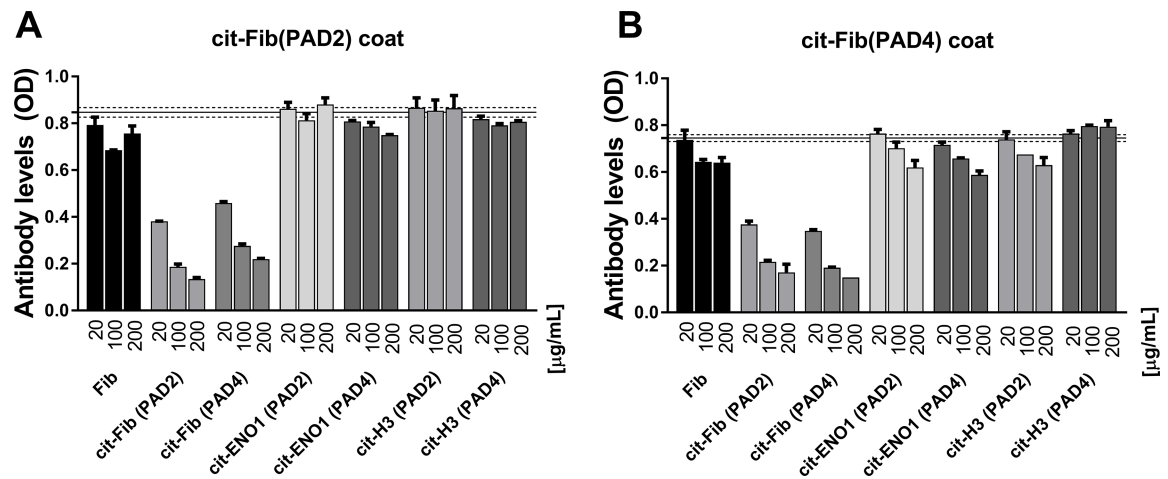 A
cit-Fib(PAD2) coat
Antibody levels (OD)
1.0
0.8
0.6
0.4
0.2
0.0
20 100 200 20 100 200 20 100 200 20 100 200 20 100 200 20 100 200 20 100 200
[µg/mL]
Fib
cit-Fib (PAD2)
cit-Fib (PAD4)
cit-ENO1 (PAD2)
cit-ENO1 (PAD4)
cit-H3 (PAD2)
cit-H3 (PAD4)
B
cit-Fib(PAD4) coat
Antibody levels (OD)
1.0
0.8
0.6
0.4
0.2
0.0
20 100 200 20 100 200 20 100 200 20 100 200 20 100 200 20 100 200 20 100 200
[µg/mL]
Fib
cit-Fib (PAD2)
cit-Fib (PAD4)
cit-ENO1 (PAD2)
cit-ENO1 (PAD4)
cit-H3 (PAD2)
cit-H3 (PAD4)